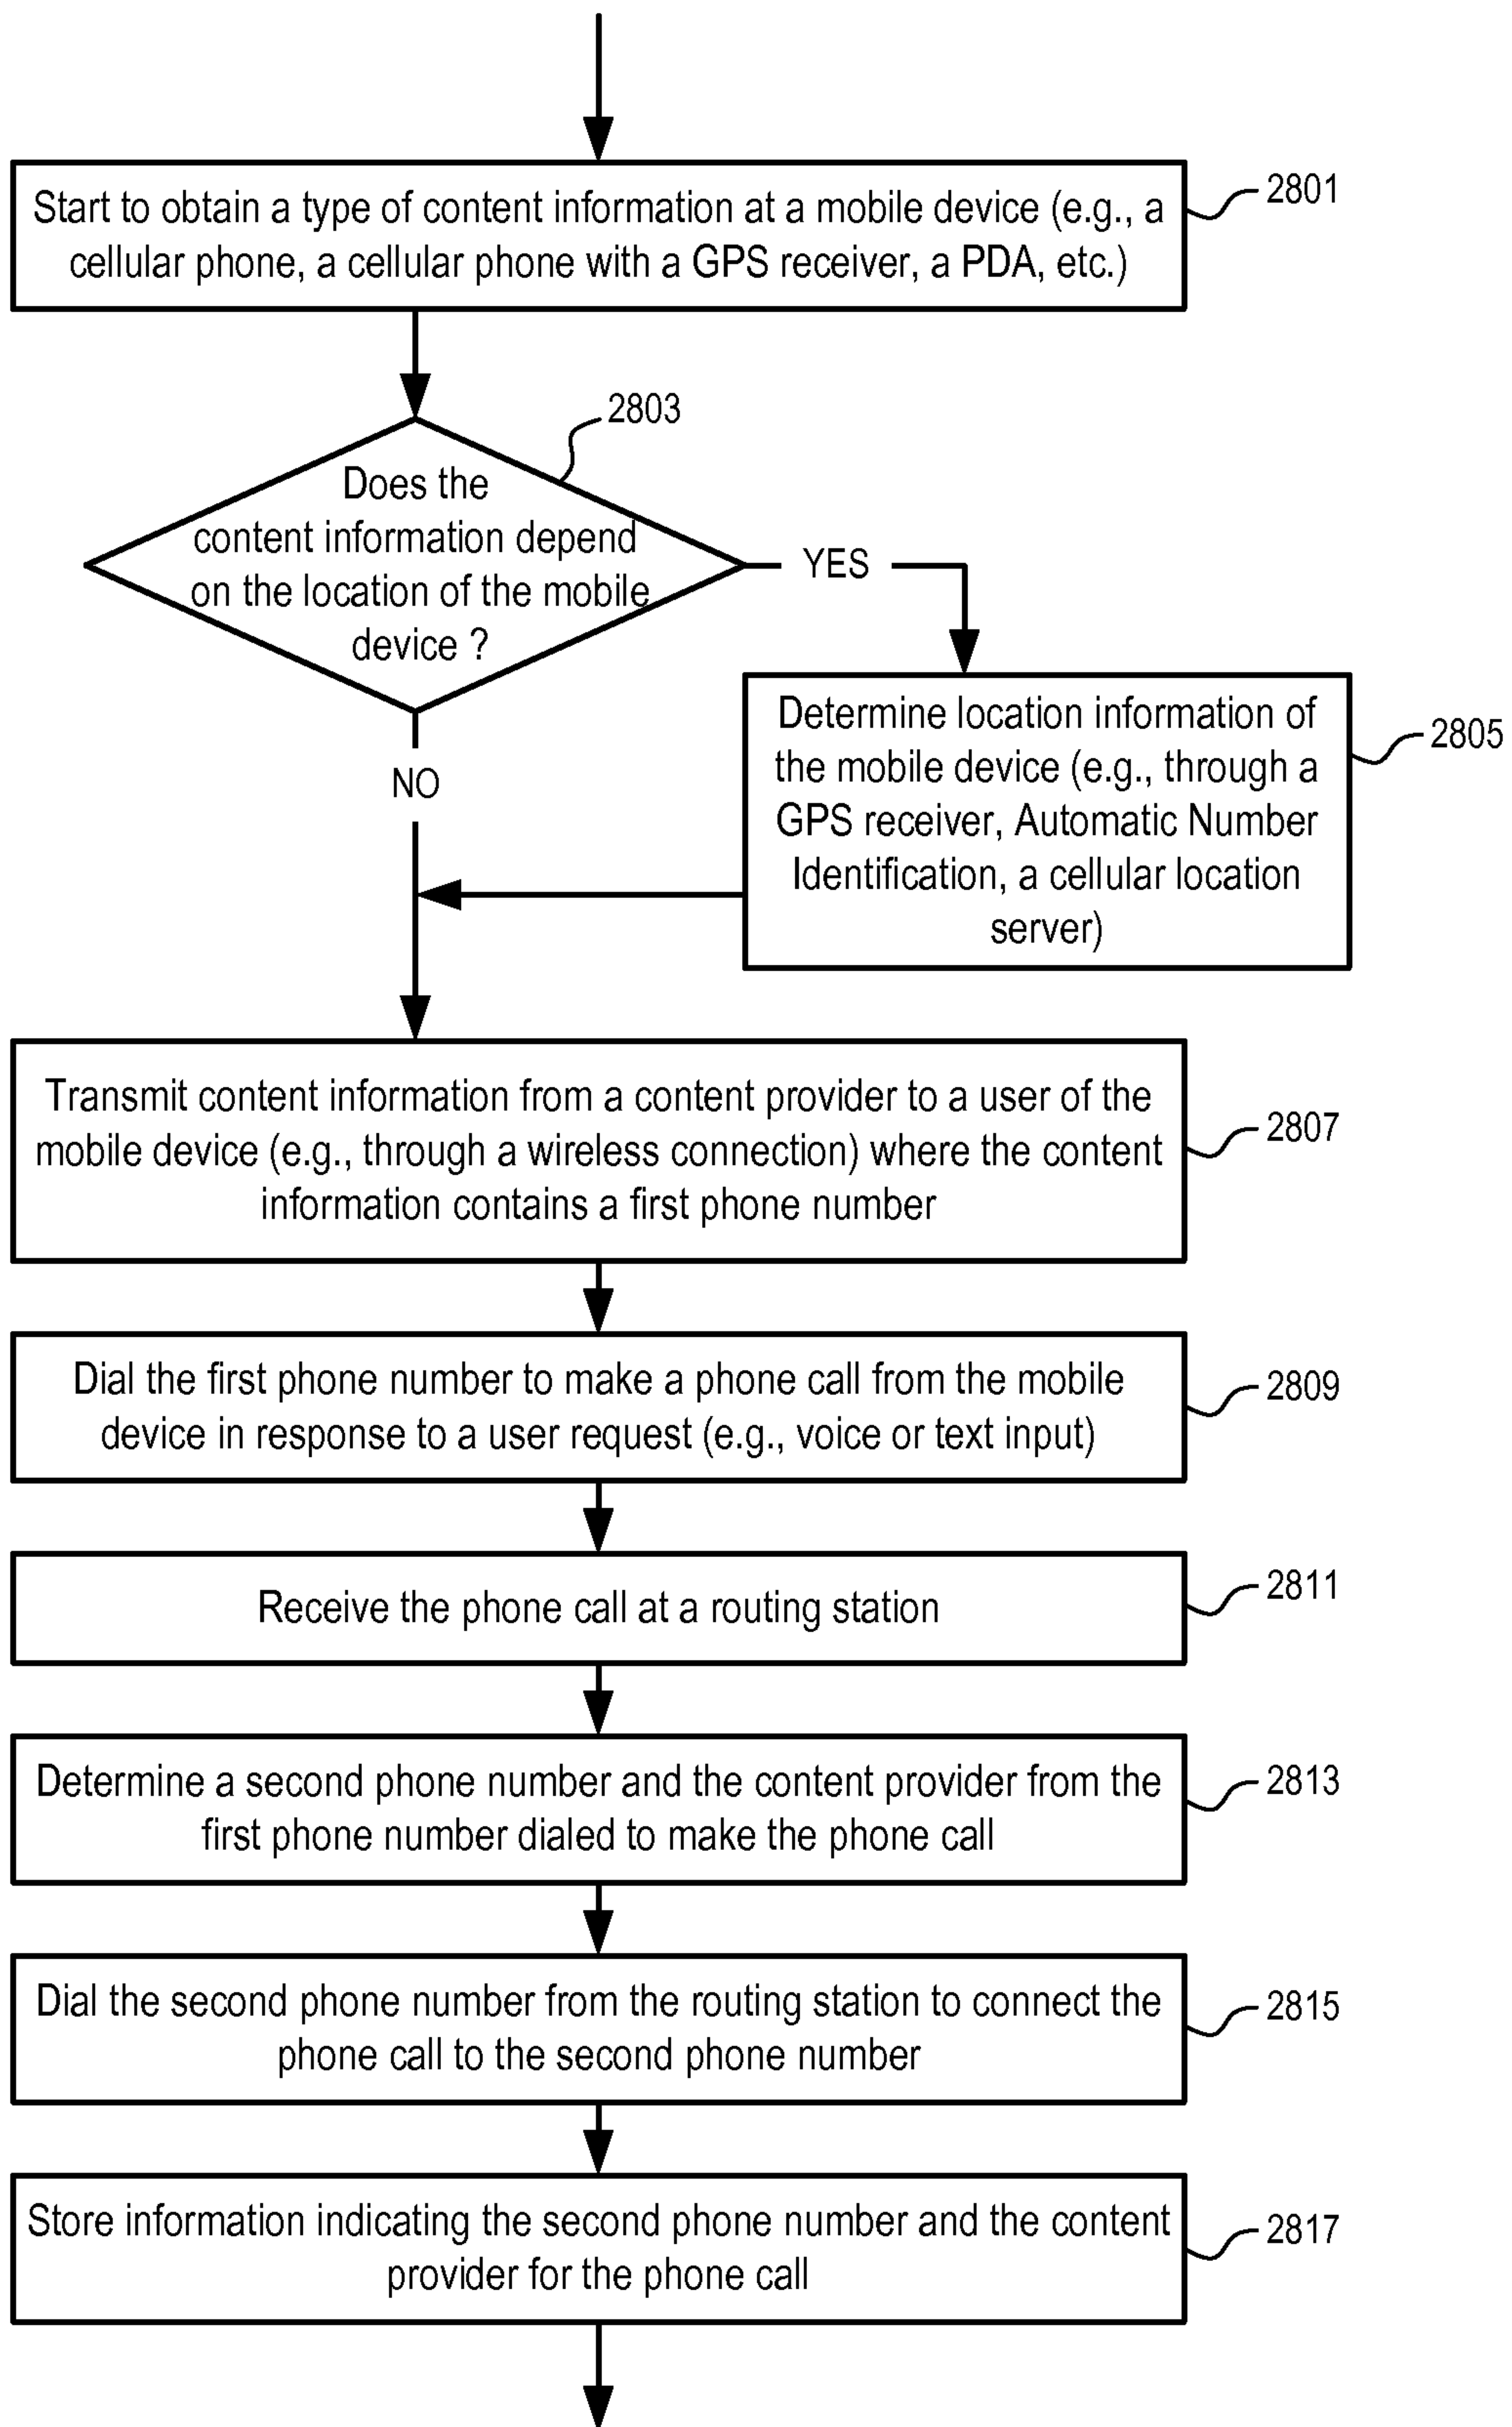 Start to obtain a type of content information at a mobile device (e.g., a
cellular phone, a cellular phone with a GPS receiver, a PDA, etc.)
2801
2803
Does the
content information depend
on the location of the mobile
device ?
YES
NO
Determine location information of
the mobile device (e.g., through a
GPS receiver, Automatic Number
Identification, a cellular location
server)
2805
Transmit content information from a content provider to a user of the
mobile device (e.g., through a wireless connection) where the content
information contains a first phone number
2807
Dial the first phone number to make a phone call from the mobile
device in response to a user request (e.g., voice or text input)
2809
Receive the phone call at a routing station
2811
Determine a second phone number and the content provider from the
first phone number dialed to make the phone call
2813
Dial the second phone number from the routing station to connect the
phone call to the second phone number
2815
Store information indicating the second phone number and the content
provider for the phone call
2817